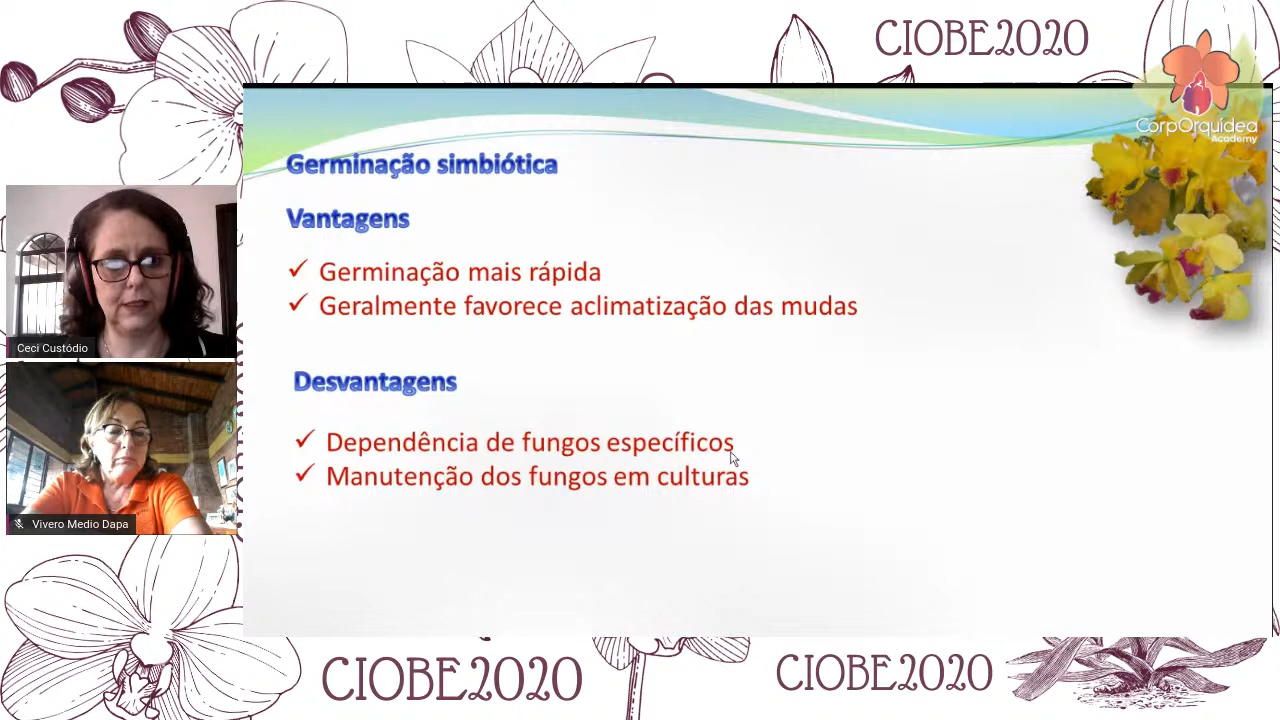 CIOBE2020
CorpOrquídea
Academy
Germinação simbiótica
Vantagens
✓ Germinação mais rápida
✓ Geralmente favorece aclimatização das mudas
Desvantagens
✓ Dependência de fungos específicos
✓ Manutenção dos fungos em culturas
Ceci Custódio
Vivero Medio Dapa
CIOBE2020
CIOBE2020